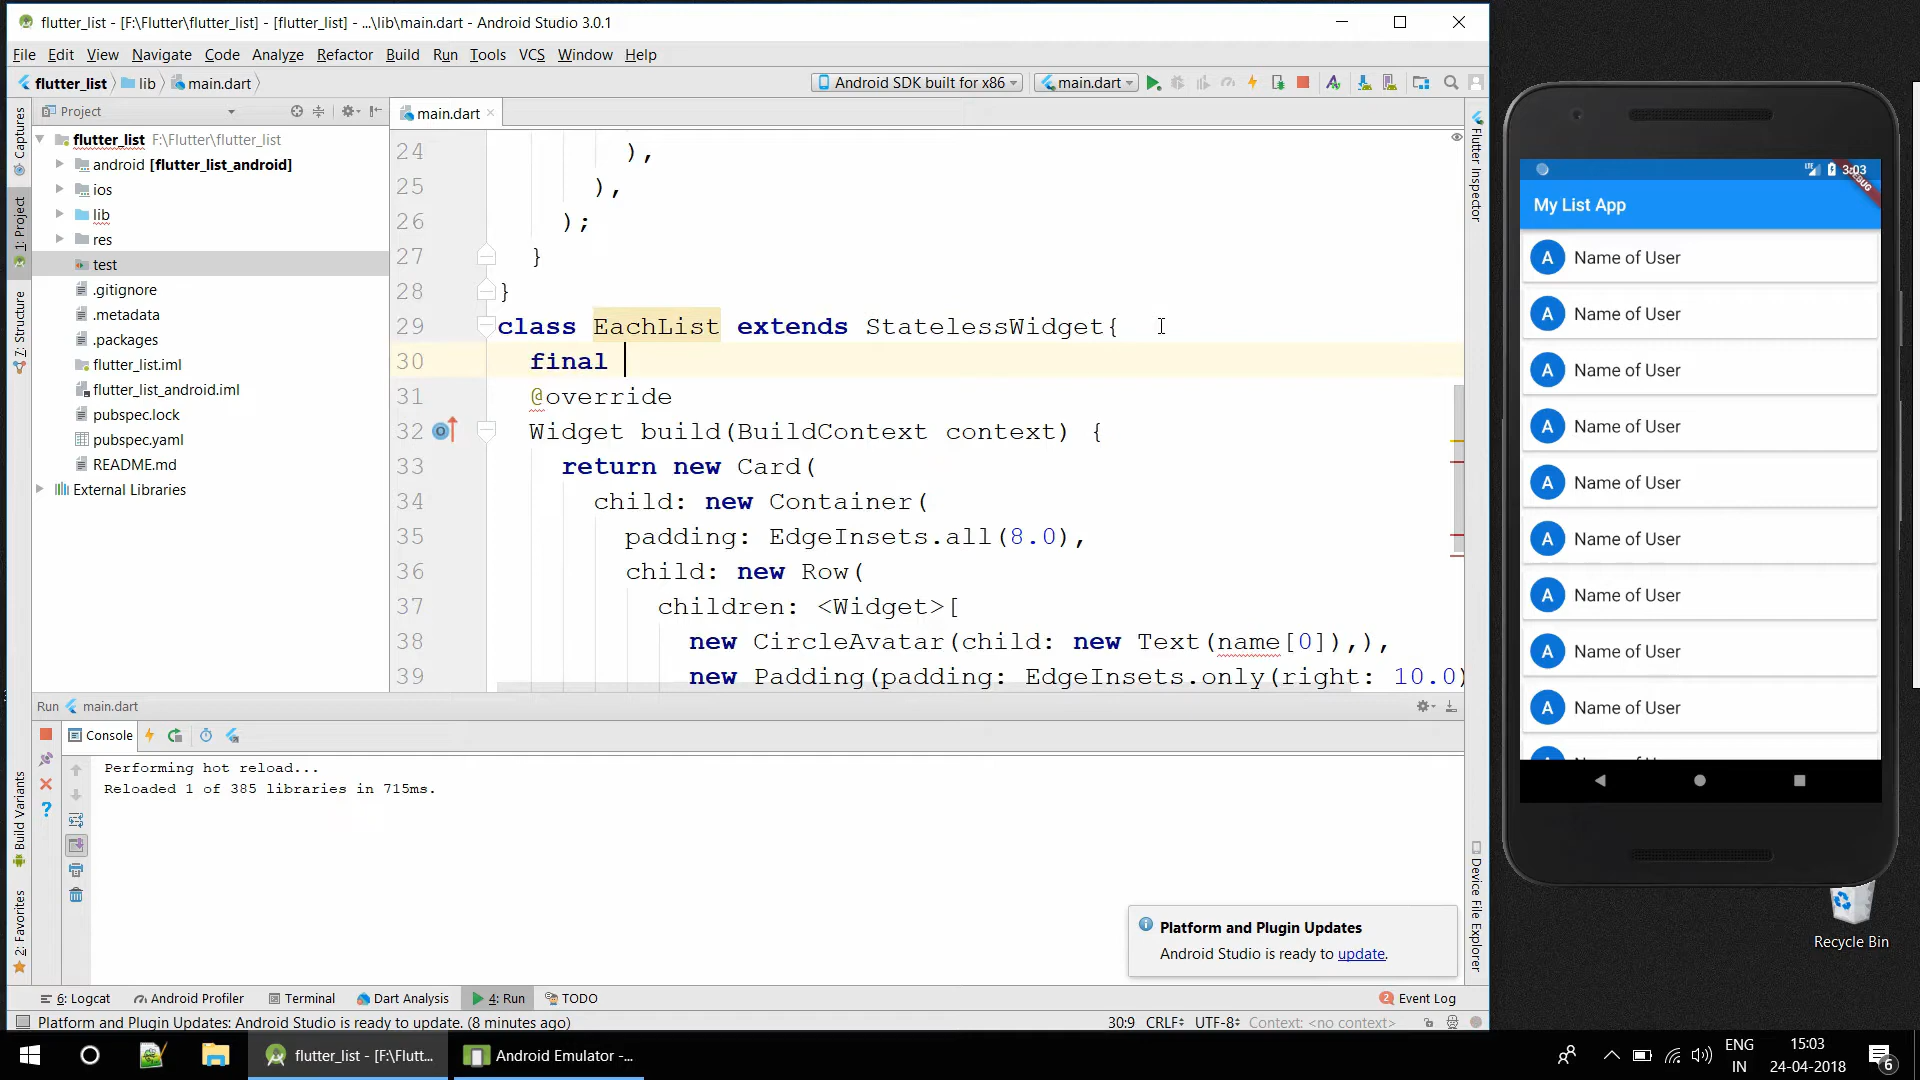 flutter_list - [F:\Flutter\flutter_list] - [flutter_list] - ...\lib\main.dart - Android Studio 3.0.1
File Edit View Navigate Code Analyze Refactor Build Run Tools VCS Window Help
flutter_list lib main.dart Android SDK built for x86 main.dart
Project
main.dart
Captures
1: Project
7: Structure
Build Variants
2: Favorites
flutter_list F:\Flutter\flutter_list
android [flutter_list_android]
ios
lib
res
test
.gitignore
.metadata
.packages
flutter_list.iml
flutter_list_android.iml
pubspec.lock
pubspec.yaml
README.md
External Libraries
24 ),
25 ),
26 );
27 }
28 }
29 class EachList extends StatelessWidget{
30 final
31 @override
32 Widget build(BuildContext context) {
33 return new Card(
34 child: new Container(
35 padding: EdgeInsets.all(8.0),
36 child: new Row(
37 children: <Widget>[
38 new CircleAvatar(child: new Text(name[0]),),
39 new Padding(padding: EdgeInsets.only(right: 10.0)
Flutter Inspector
Device File Explorer
Run main.dart
Console
Performing hot reload...
Reloaded 1 of 385 libraries in 715ms.
Platform and Plugin Updates
Android Studio is ready to update.
6: Logcat Android Profiler Terminal Dart Analysis 4: Run TODO 2 Event Log
Platform and Plugin Updates: Android Studio is ready to update. (8 minutes ago) 30:9 CRLF UTF-8 Context: <no context>
LTE 3:03
DEBUG
My List App
A Name of User
A Name of User
A Name of User
A Name of User
A Name of User
A Name of User
A Name of User
A Name of User
A Name of User
Recycle Bin
flutter_list - [F:\Flutt... Android Emulator -...
ENG
IN
15:03
24-04-2018
6